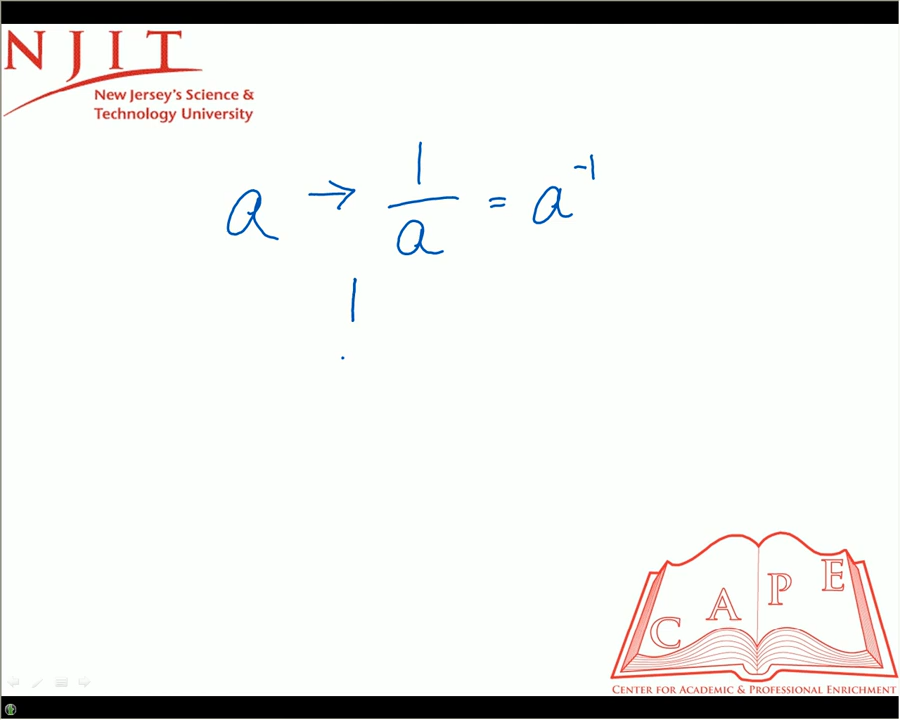 NJIT
New Jersey's Science &
Technology University
a → 1/a = a⁻¹
1
.
C A P E
CENTER FOR ACADEMIC & PROFESSIONAL ENRICHMENT